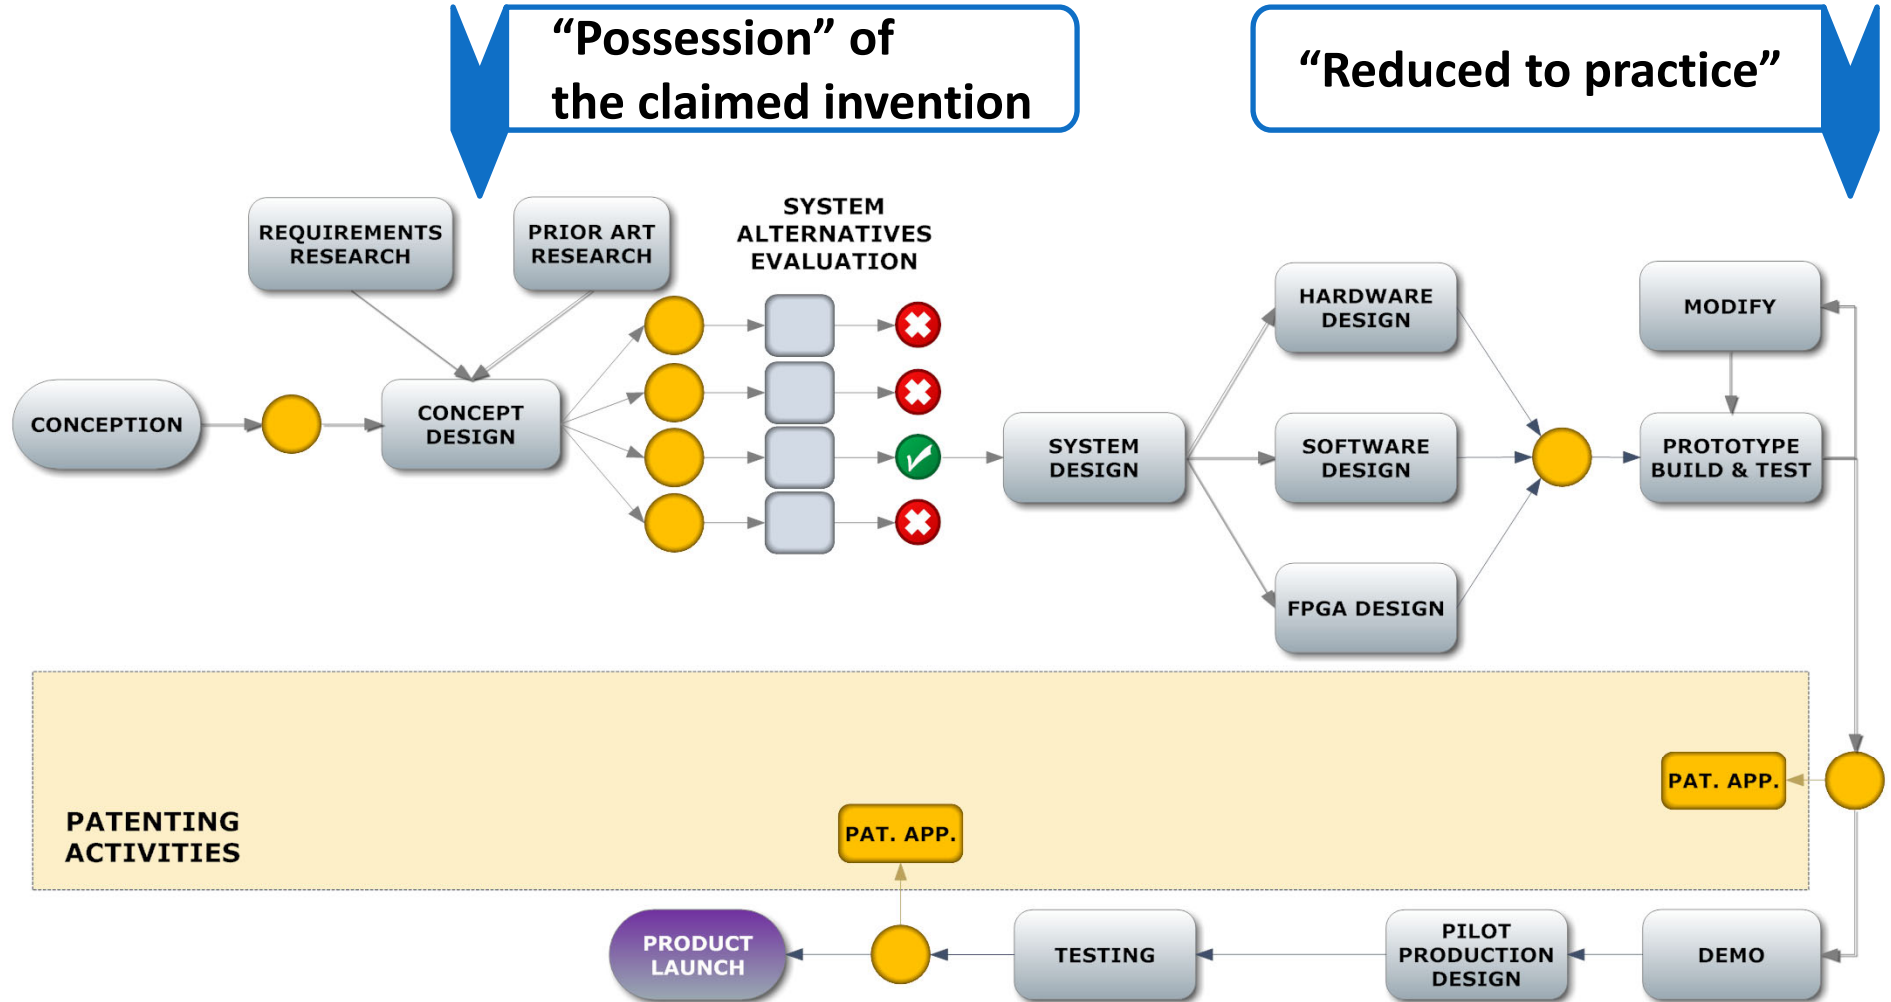 “Possession” of
the claimed invention
“Reduced to practice”
REQUIREMENTS
RESEARCH
PRIOR ART
RESEARCH
SYSTEM
ALTERNATIVES
EVALUATION
HARDWARE
DESIGN
MODIFY
CONCEPTION
CONCEPT
DESIGN
SYSTEM
DESIGN
SOFTWARE
DESIGN
PROTOTYPE
BUILD & TEST
FPGA DESIGN
PAT. APP.
PATENTING
ACTIVITIES
PAT. APP.
PRODUCT
LAUNCH
TESTING
PILOT
PRODUCTION
DESIGN
DEMO